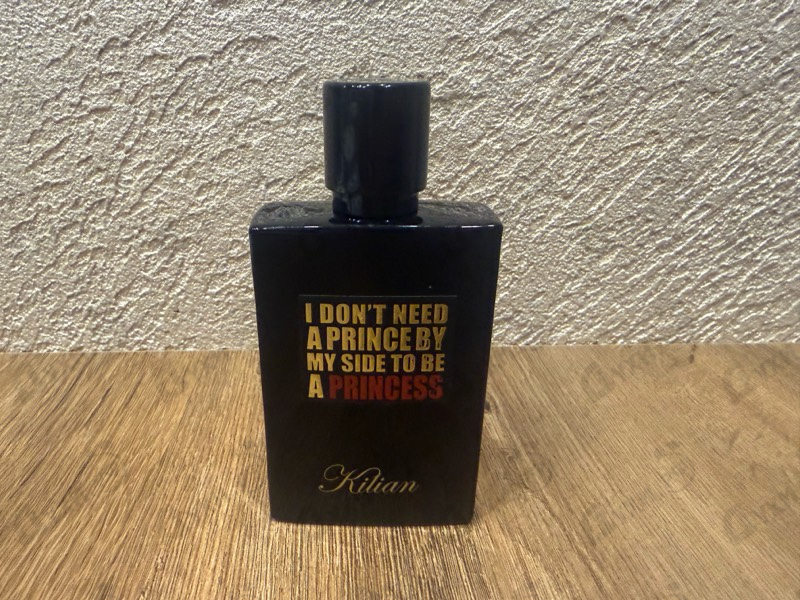 I DON'T NEED
A PRINCE BY
MY SIDE TO BE
A PRINCESS
Kilian